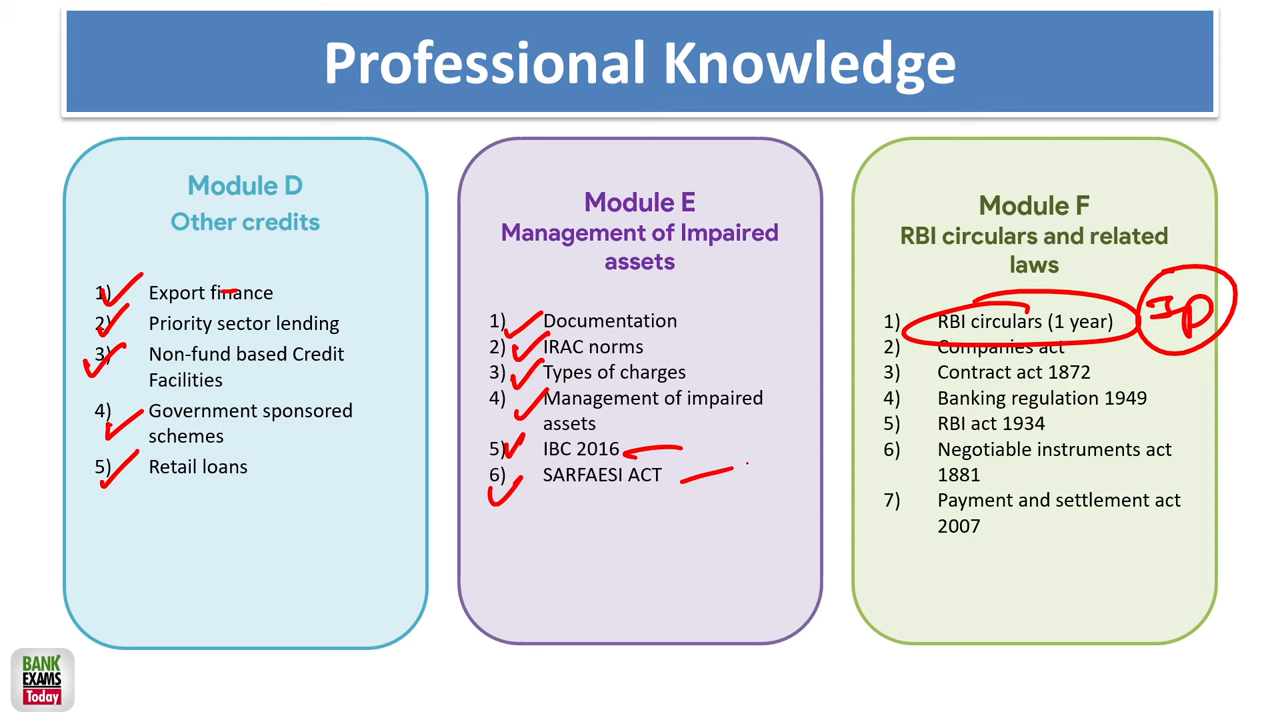 Professional Knowledge
Module D
Other credits
1) Export finance
2) Priority sector lending
3) Non-fund based Credit
Facilities
4) Government sponsored
schemes
5) Retail loans
Module E
Management of Impaired
assets
1) Documentation
2) IRAC norms
3) Types of charges
4) Management of impaired
assets
5) IBC 2016
6) SARFAESI ACT
Module F
RBI circulars and related
laws
1) RBI circulars (1 year)
2) Companies act
3) Contract act 1872
4) Banking regulation 1949
5) RBI act 1934
6) Negotiable instruments act
1881
7) Payment and settlement act
2007
BANK
EXAMS
Today